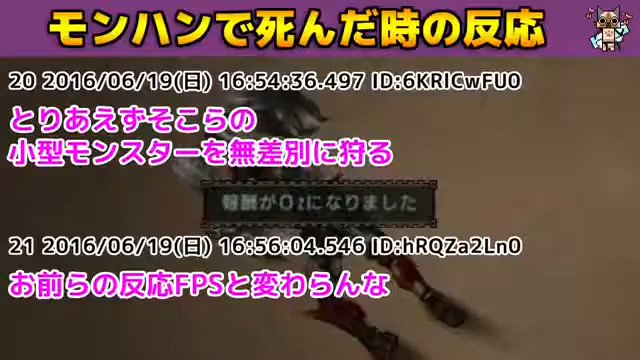 モンハンで死んだ時の反応
20 2016/06/19(日) 16:54:36.497 ID:6KRlCwFU0
とりあえずそこらの
小型モンスターを無差別に狩る
報酬が0zになりました
21 2016/06/19(日) 16:56:04.546 ID:hRQZa2Ln0
お前らの反応FPSと変わらんな